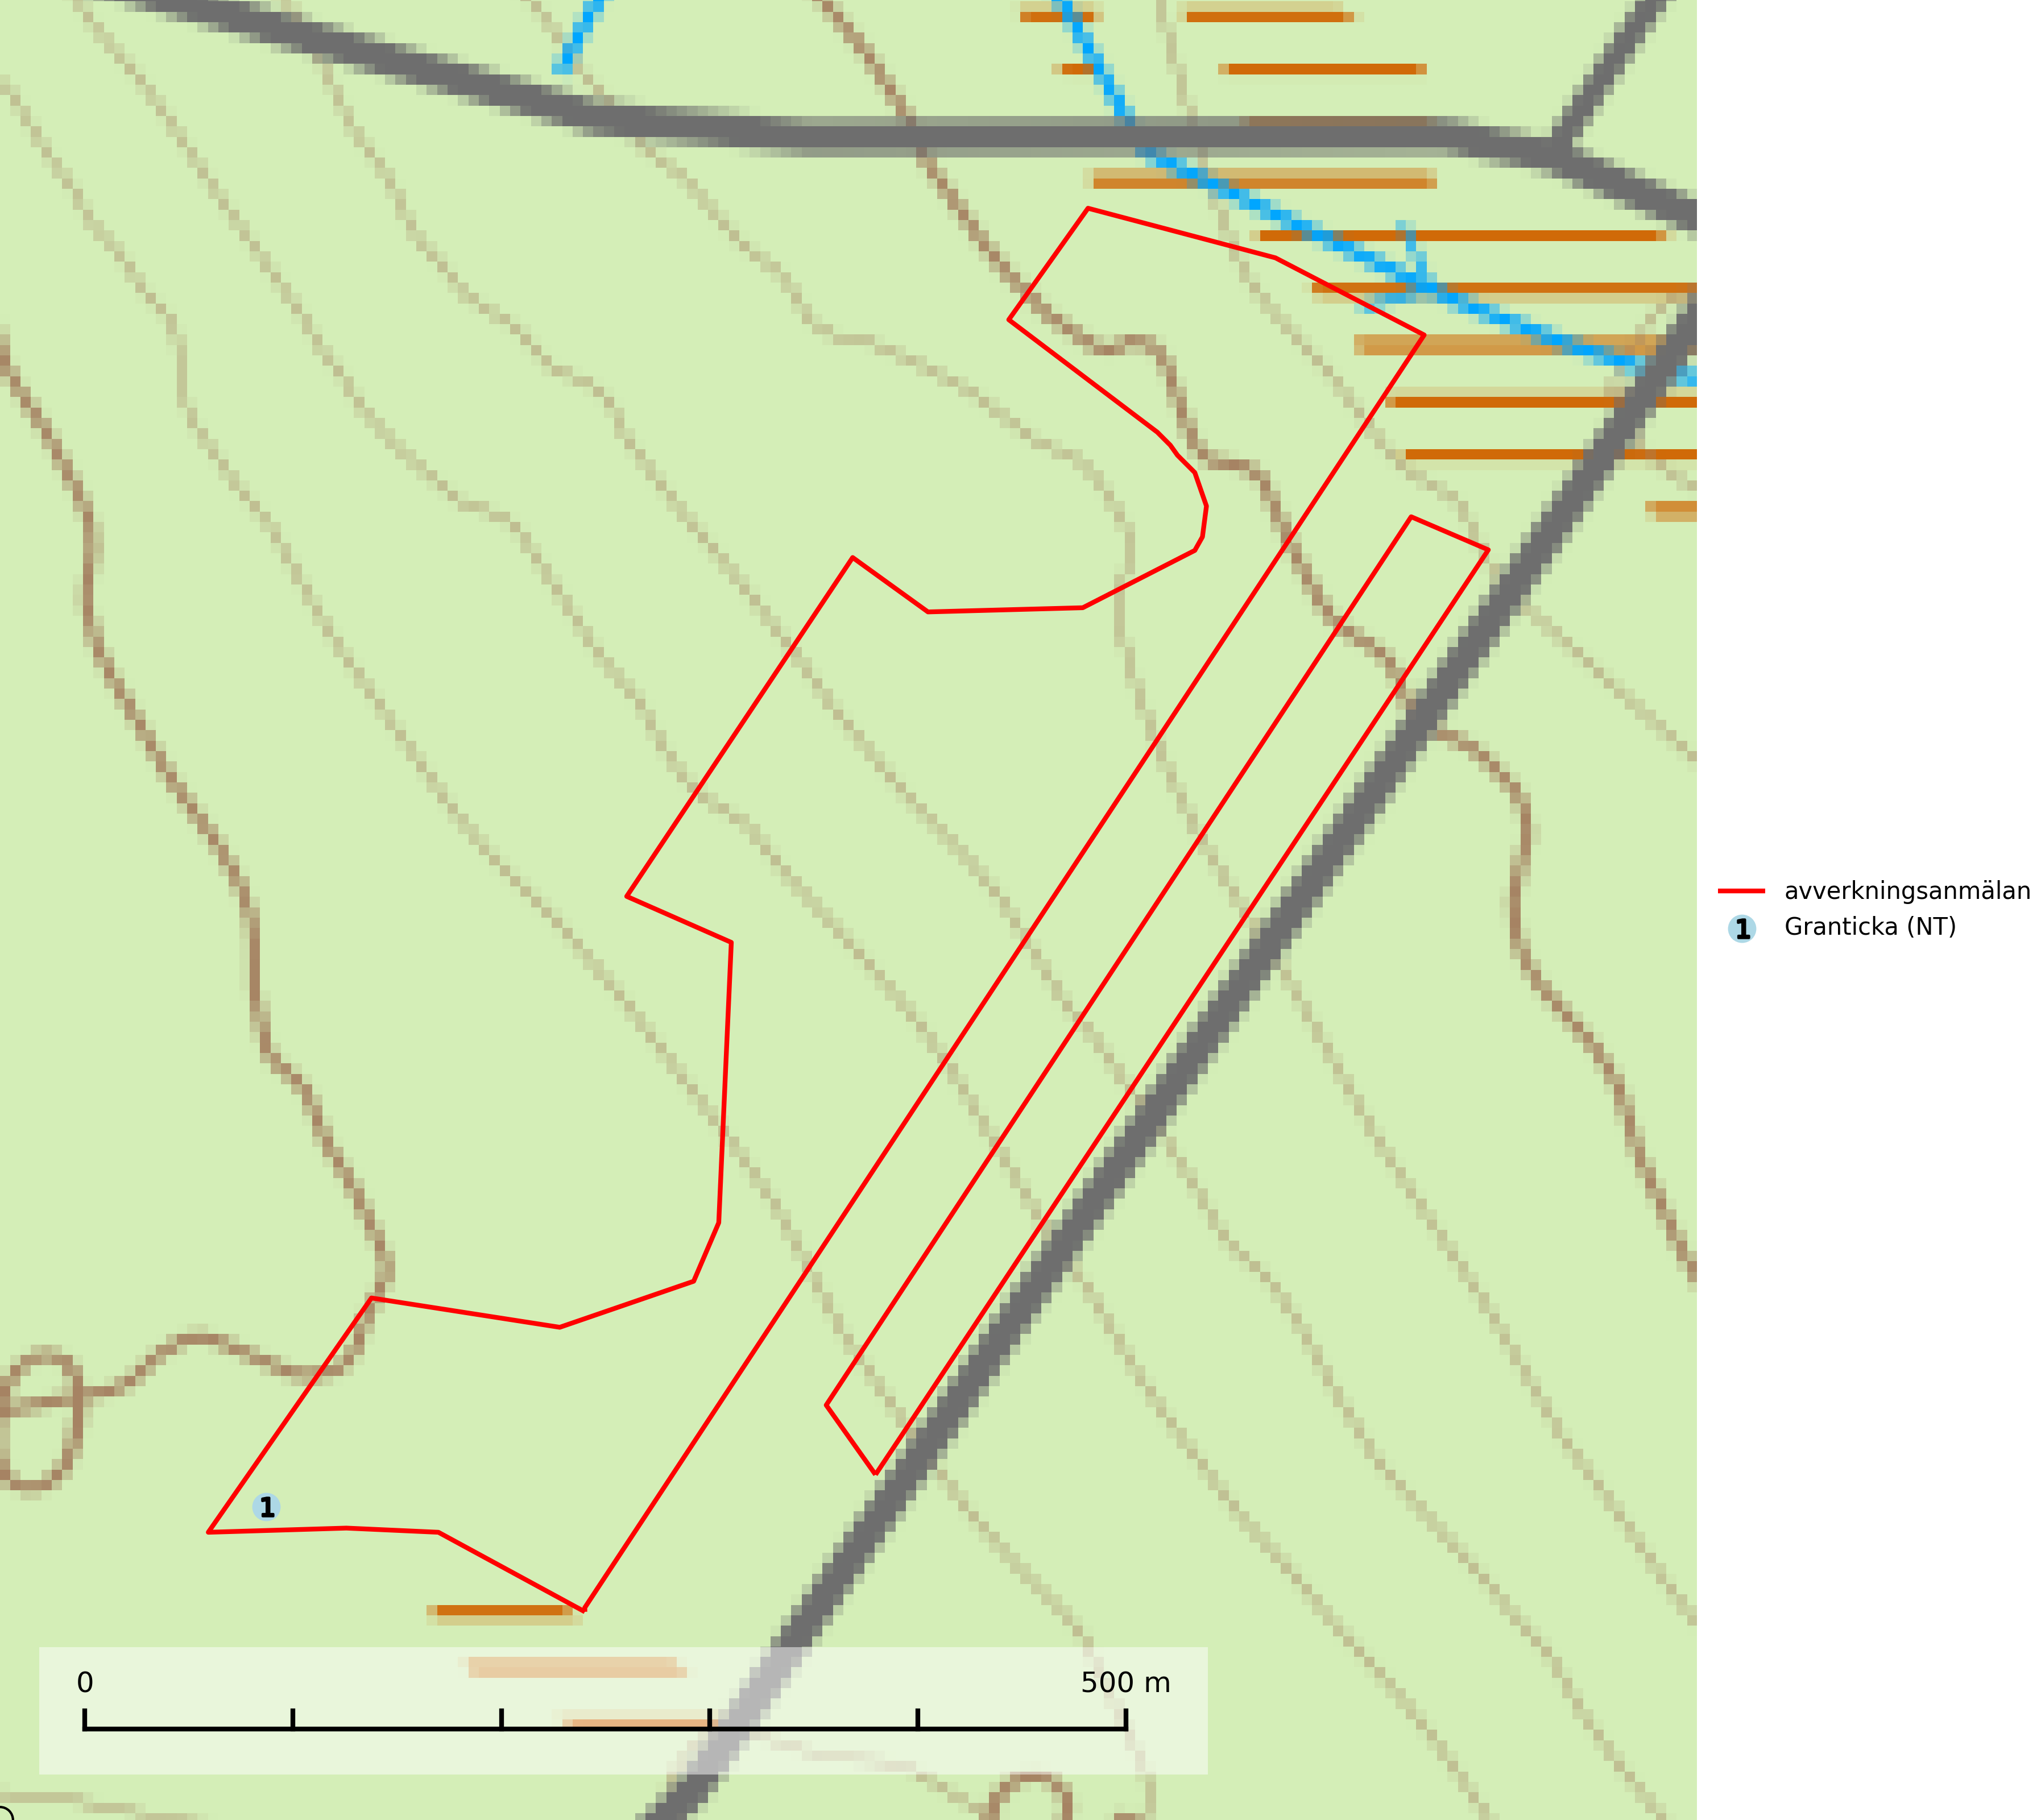 avverkningsanmälan
1 Granticka (NT)
1
0 500 m